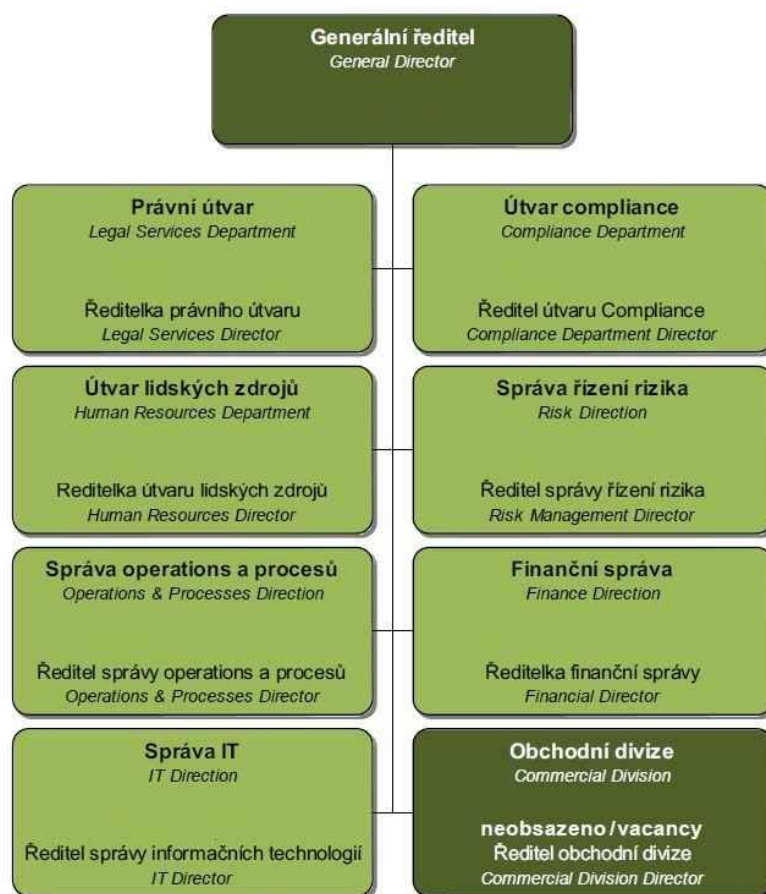 Generální ředitel
General Director
Právní útvar
Legal Services Department
Ředitelka právního útvaru
Legal Services Director
Útvar compliance
Compliance Department
Ředitel útvaru Compliance
Compliance Department Director
Útvar lidských zdrojů
Human Resources Department
Reditelka útvaru lidských zdrojů
Human Resources Director
Správa řízení rizika
Risk Direction
Ředitel správy řízení rizika
Risk Management Director
Správa operations a procesů
Operations & Processes Direction
Ředitel správy operations a procesů
Operations & Processes Director
Finanční správa
Finance Direction
Ředitelka finanční správy
Financial Director
Správa IT
IT Direction
Ředitel správy informačních technologií
IT Director
Obchodní divize
Commercial Division
neobsazeno/vacancy
Ředitel obchodní divize
Commercial Division Director